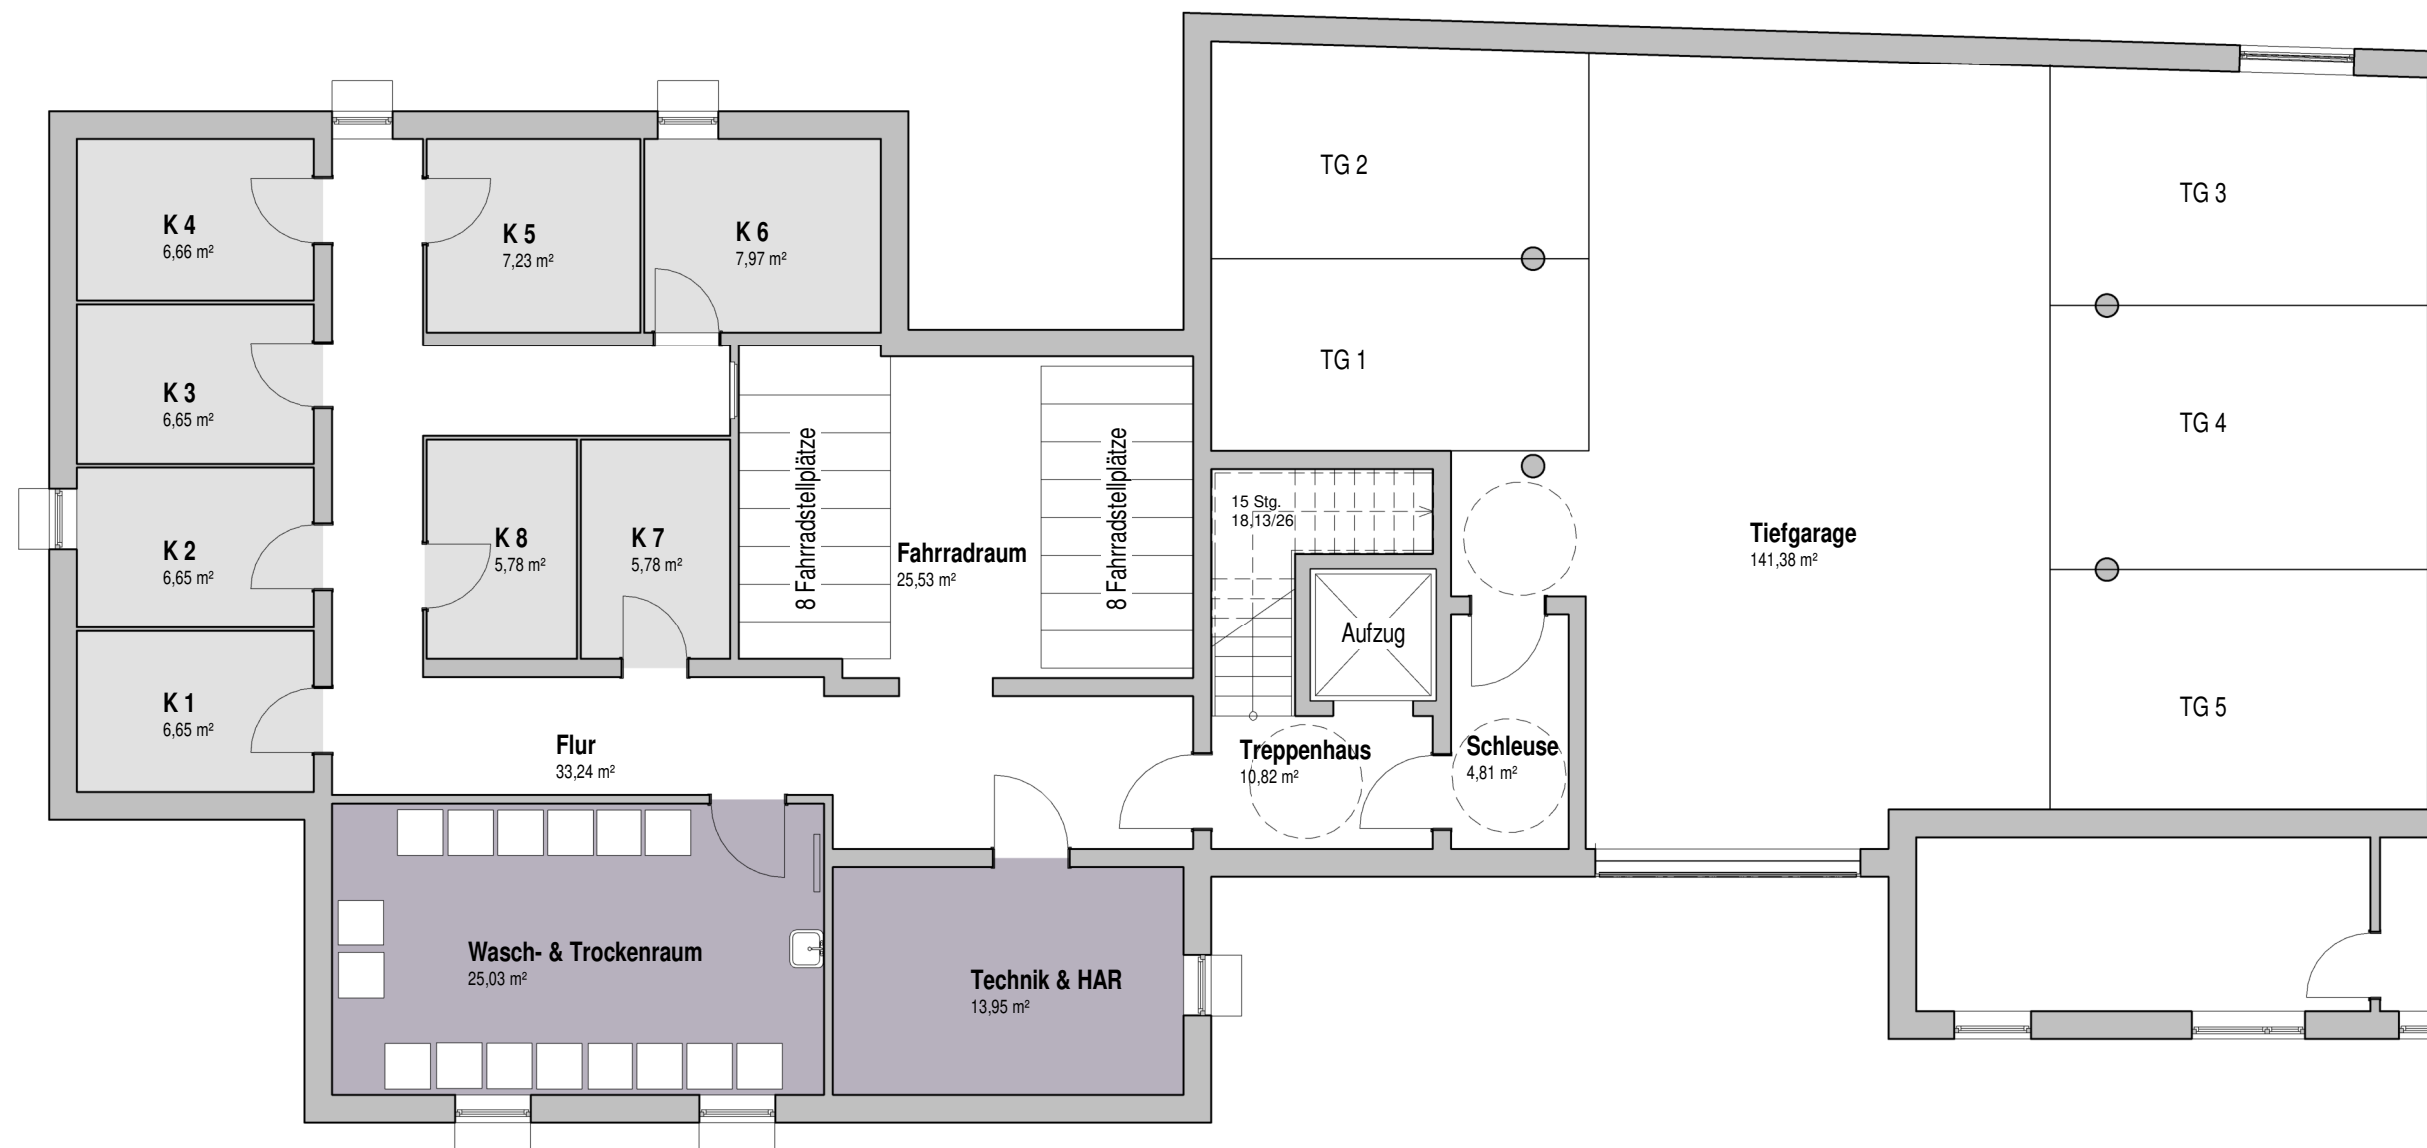 TG 2
TG 3
K 4
6,66 m²
K 5
7,23 m²
K 6
7,97 m²
TG 1
K 3
6,65 m²
TG 4
8 Fahrradstellplätze
8 Fahrradstellplätze
15 Stg.
18,13/26
K 2
6,65 m²
K 8
5,78 m²
K 7
5,78 m²
Fahrradraum
25,53 m²
Tiefgarage
141,38 m²
Aufzug
K 1
6,65 m²
TG 5
Flur
33,24 m²
Treppenhaus
10,82 m²
Schleuse
4,81 m²
Wasch- & Trockenraum
25,03 m²
Technik & HAR
13,95 m²